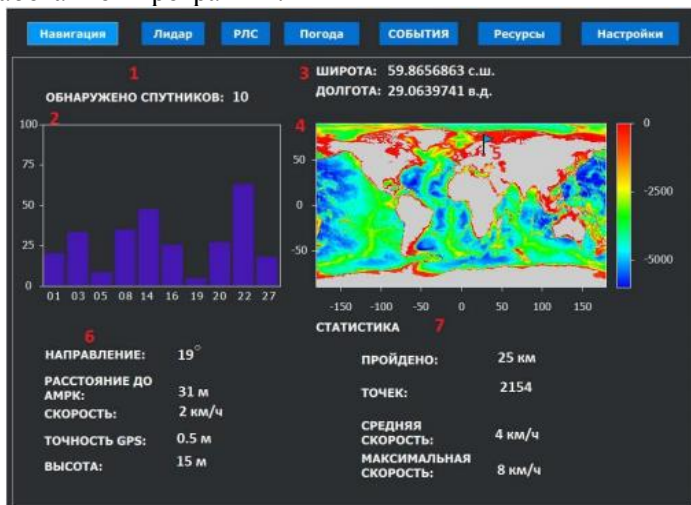 Навигация Лидар РЛС Погода СОБЫТИЯ Ресурсы Настройки
1
ОБНАРУЖЕНО СПУТНИКОВ: 10
3 ШИРОТА: 59.8656863 с.ш.
ДОЛГОТА: 29.0639741 в.д.
2
100
75
50
25
0
01 03 05 08 14 16 19 20 22 27
4
5
50
0
-50
-150 -100 -50 0 50 100 150
0
-2500
-5000
6
НАПРАВЛЕНИЕ: 19°
РАССТОЯНИЕ ДО
АМРК: 31 м
СКОРОСТЬ: 2 км/ч
ТОЧНОСТЬ GPS: 0.5 м
ВЫСОТА: 15 м
СТАТИСТИКА 7
ПРОЙДЕНО: 25 км
ТОЧЕК: 2154
СРЕДНЯЯ
СКОРОСТЬ: 4 км/ч
МАКСИМАЛЬНАЯ
СКОРОСТЬ: 8 км/ч